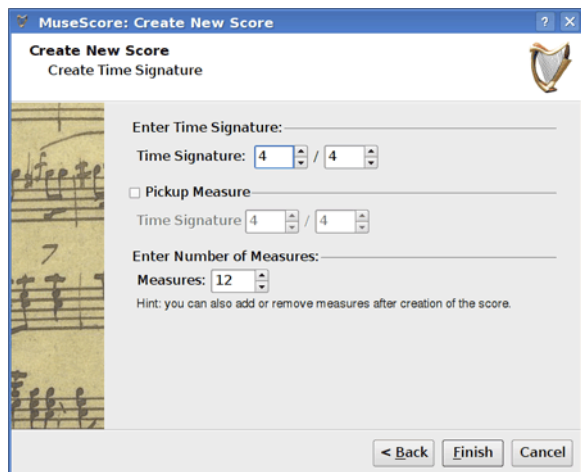 MuseScore: Create New Score
Create New Score
Create Time Signature
Enter Time Signature:
Time Signature: 4 / 4
Pickup Measure
Time Signature 4 / 4
Enter Number of Measures:
Measures: 12
Hint: you can also add or remove measures after creation of the score.
7
< Back Finish Cancel